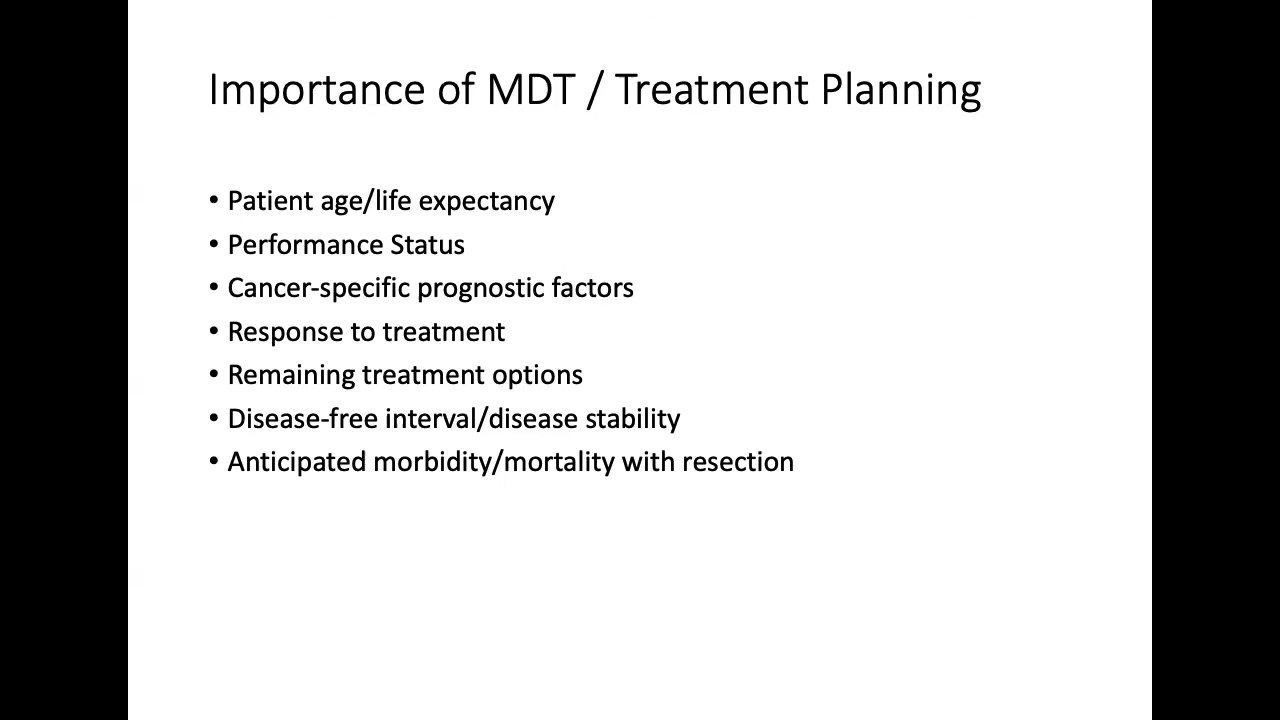 Importance of MDT / Treatment Planning
• Patient age/life expectancy
• Performance Status
• Cancer-specific prognostic factors
• Response to treatment
• Remaining treatment options
• Disease-free interval/disease stability
• Anticipated morbidity/mortality with resection